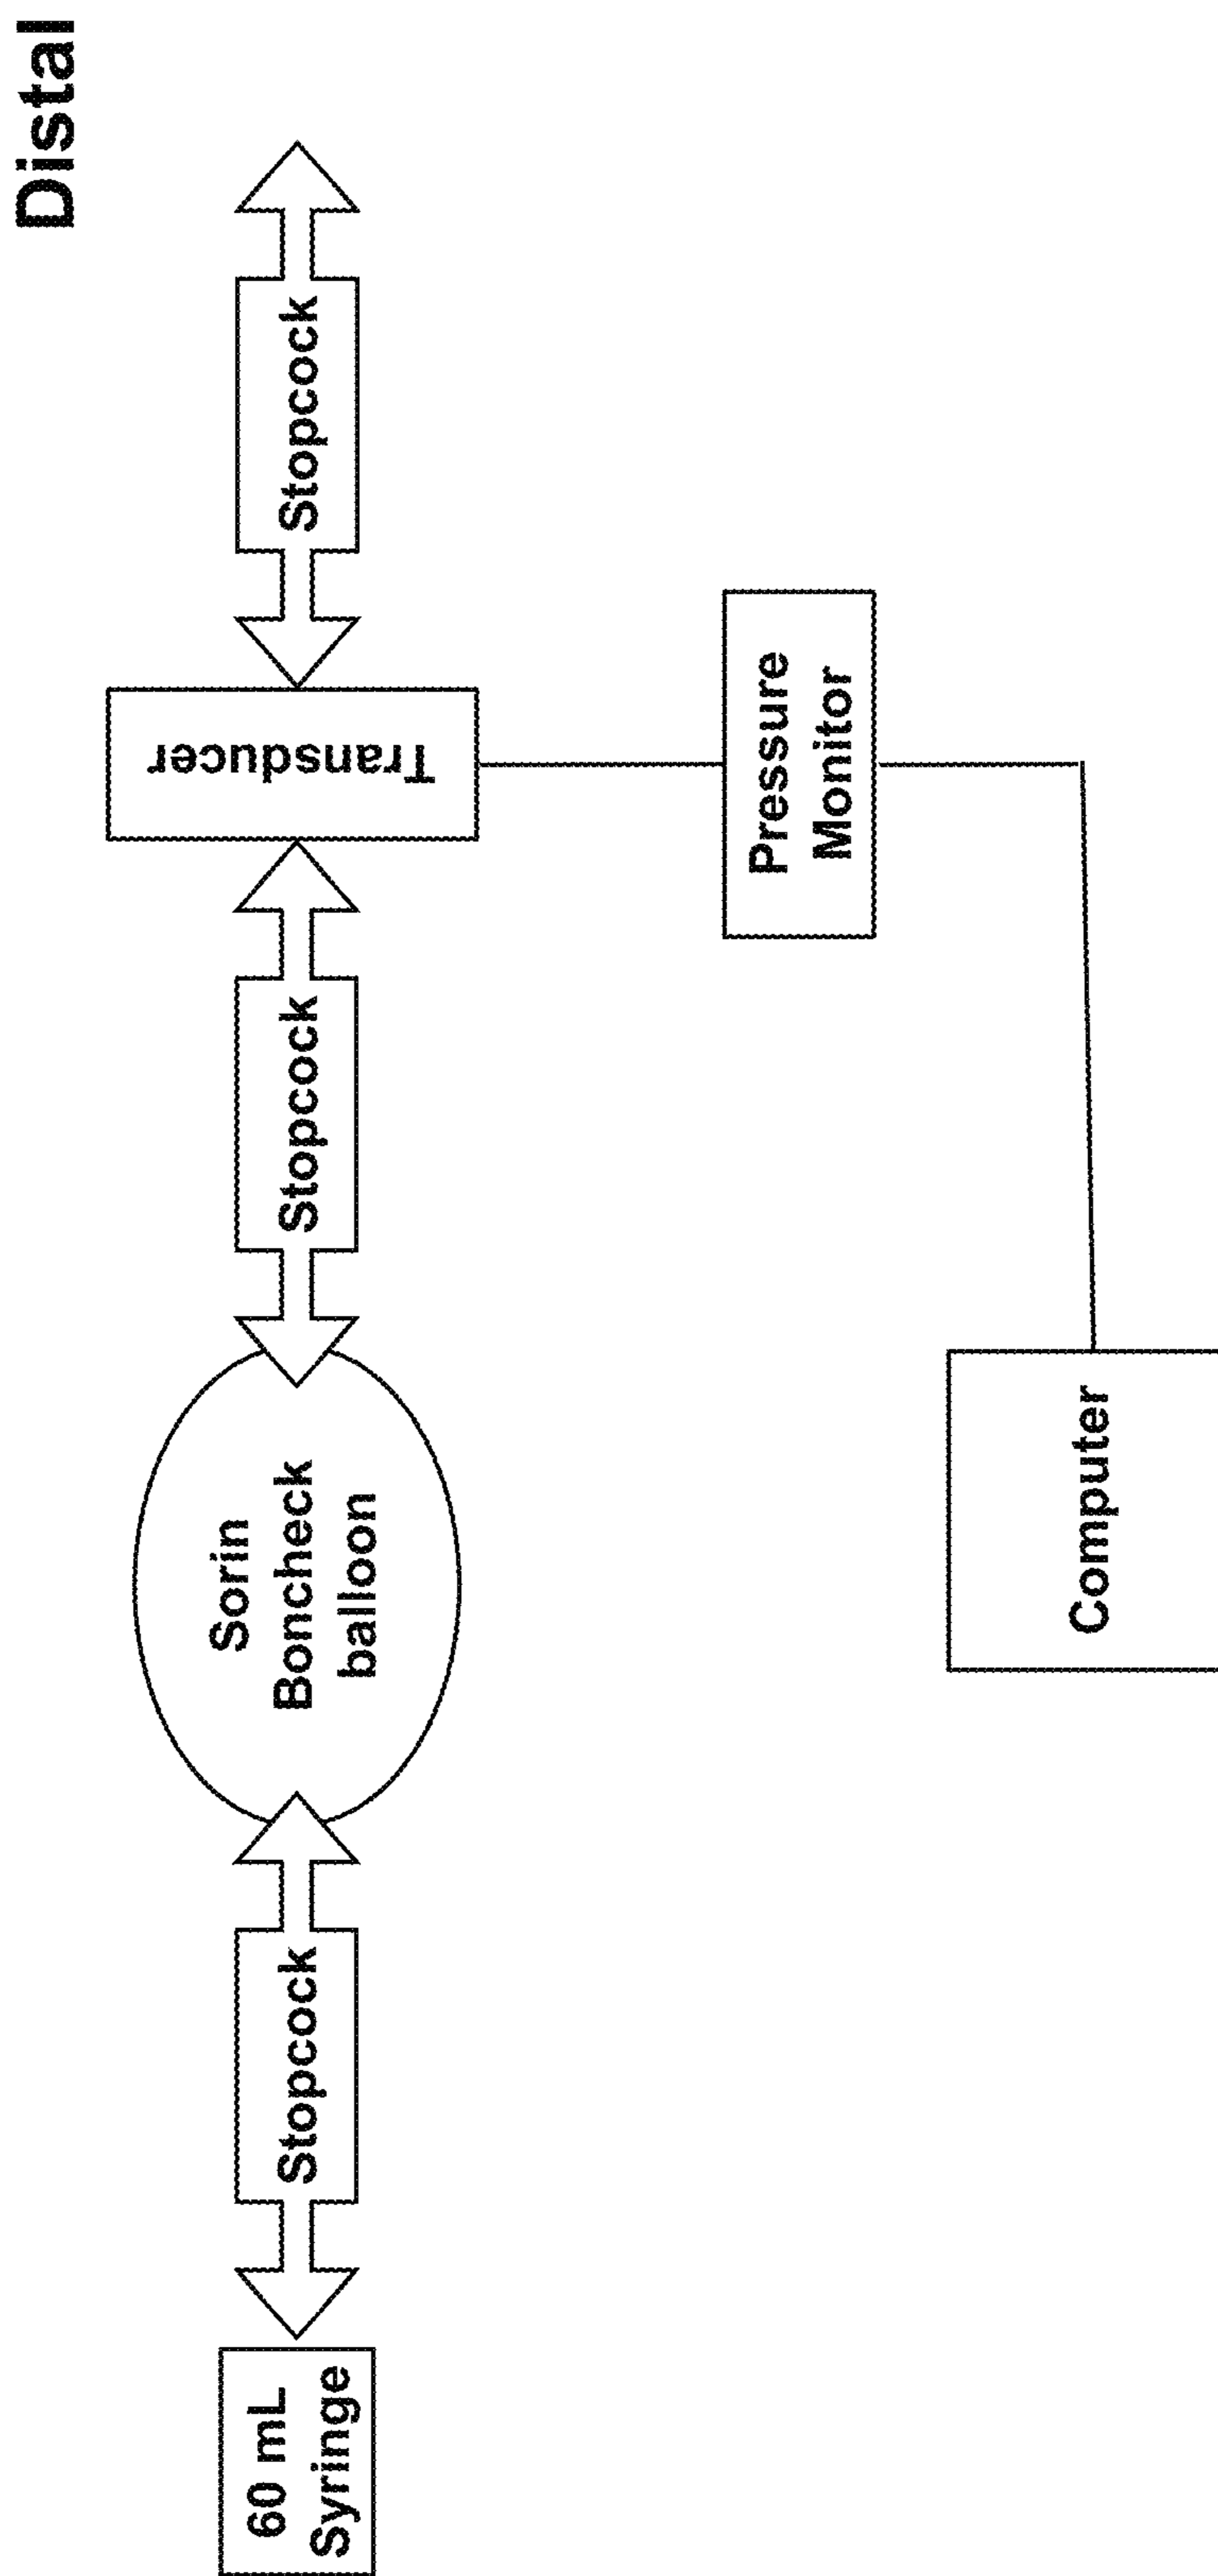 Distal
60 mL
Syringe
Stopcock
Sorin
Boncheck
balloon
Stopcock
Transducer
Stopcock
Pressure
Monitor
Computer